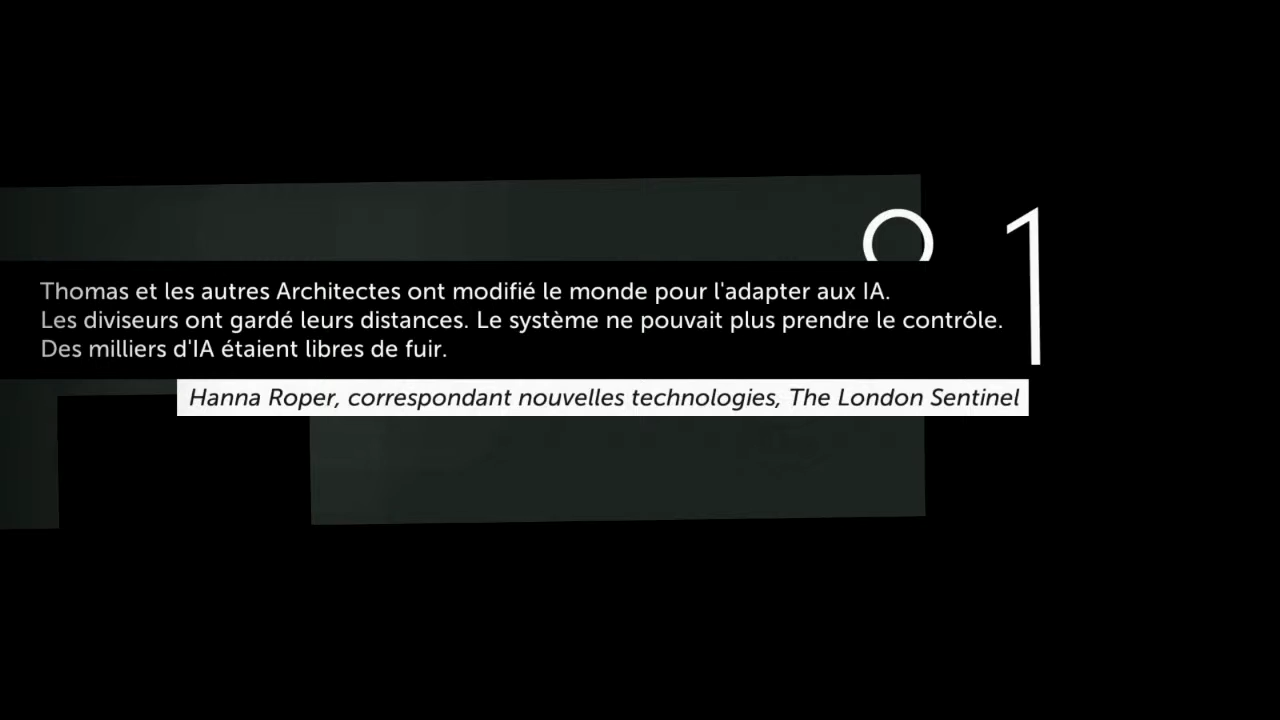 Thomas et les autres Architectes ont modifié le monde pour l'adapter aux IA.
Les diviseurs ont gardé leurs distances. Le système ne pouvait plus prendre le contrôle.
Des milliers d'IA étaient libres de fuir.
Hanna Roper, correspondant nouvelles technologies, The London Sentinel